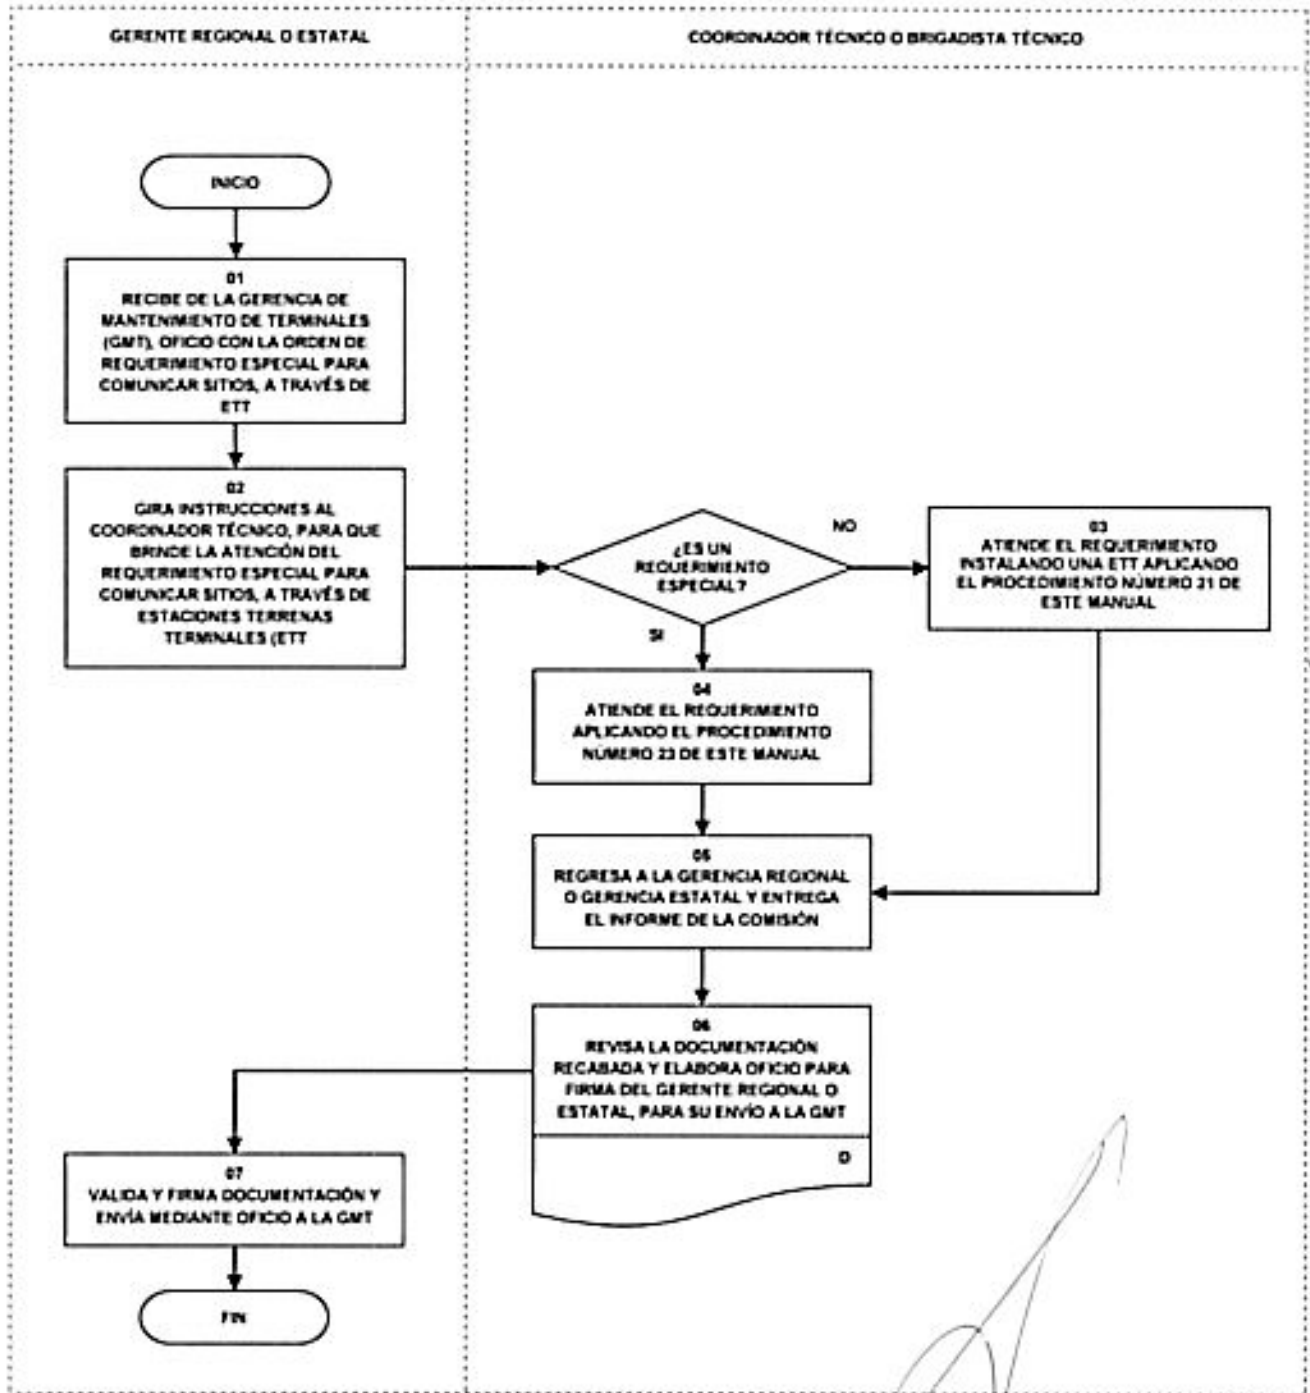 GERENTE REGIONAL O ESTATAL
COORDINADOR TÉCNICO O BRIGADISTA TÉCNICO
INICIO
01
RECIBE DE LA GERENCIA DE
MANTENIMIENTO DE TERMINALES
(GMT), OFICIO CON LA ORDEN DE
REQUERIMIENTO ESPECIAL PARA
COMUNICAR SITIOS, A TRAVÉS DE
ETT
02
GIRA INSTRUCCIONES AL
COORDINADOR TÉCNICO, PARA QUE
BRINDE LA ATENCIÓN DEL
REQUERIMIENTO ESPECIAL PARA
COMUNICAR SITIOS, A TRAVÉS DE
ESTACIONES TERRENAS
TERMINALES (ETT
¿ES UN
REQUERIMIENTO
ESPECIAL?
NO
SI
03
ATIENDE EL REQUERIMIENTO
INSTALANDO UNA ETT APLICANDO
EL PROCEDIMIENTO NÚMERO 21 DE
ESTE MANUAL
04
ATIENDE EL REQUERIMIENTO
APLICANDO EL PROCEDIMIENTO
NÚMERO 23 DE ESTE MANUAL
05
REGRESA A LA GERENCIA REGIONAL
O GERENCIA ESTATAL Y ENTREGA
EL INFORME DE LA COMISIÓN
06
REVISA LA DOCUMENTACIÓN
RECABADA Y ELABORA OFICIO PARA
FIRMA DEL GERENTE REGIONAL O
ESTATAL, PARA SU ENVÍO A LA GMT
O
07
VALIDA Y FIRMA DOCUMENTACIÓN Y
ENVÍA MEDIANTE OFICIO A LA GMT
FIN